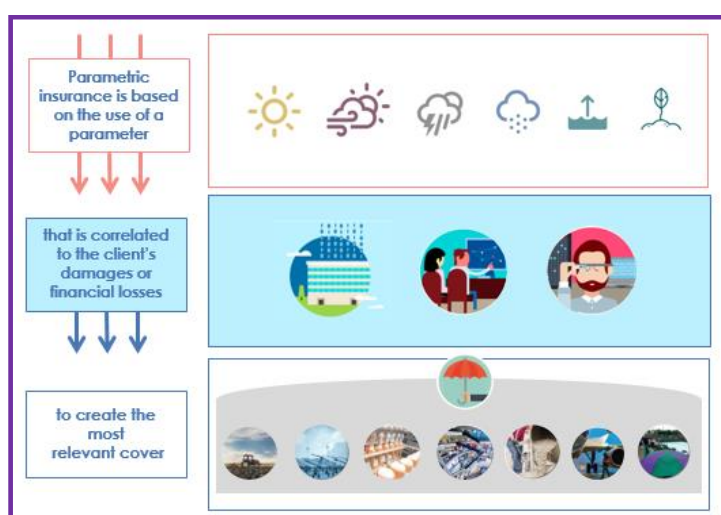 Parametric
insurance is based
on the use of a
parameter
that is correlated
to the client's
damages or
financial losses
to create the
most
relevant cover